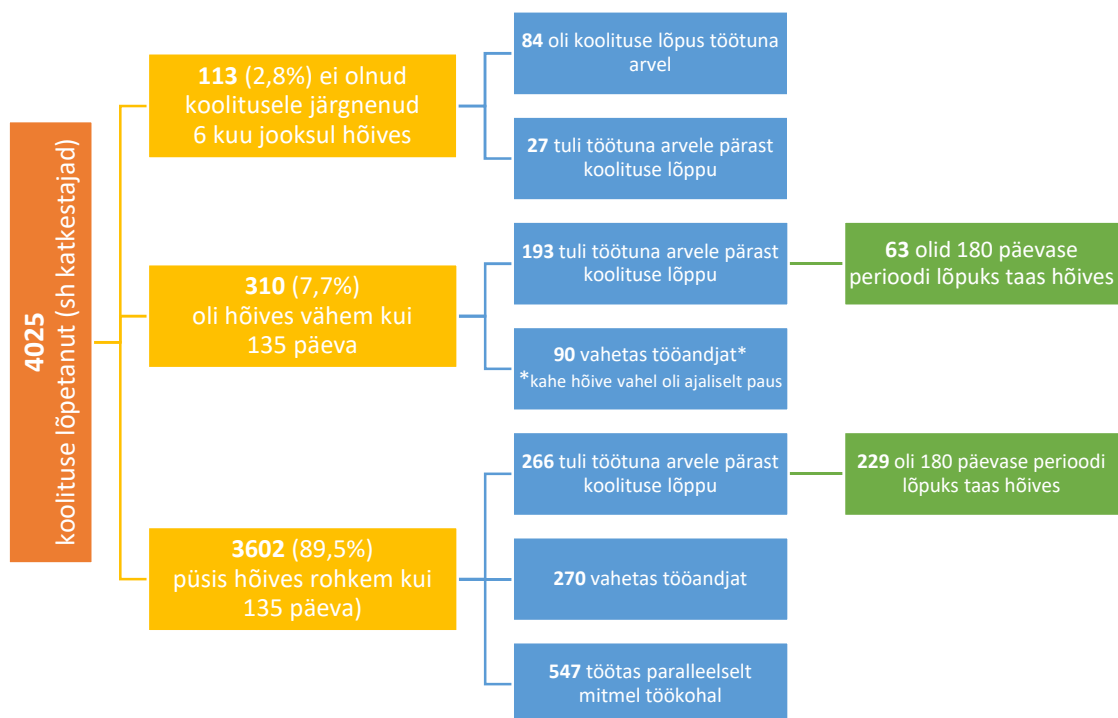 4025
koolituse lõpetanut (sh katkestajad)
113 (2,8%) ei olnud
koolitusele järgnenud
6 kuu jooksul hõives
84 oli koolituse lõpus töötuna
arvel
27 tuli töötuna arvele pärast
koolituse lõppu
310 (7,7%)
oli hõives vähem kui
135 päeva
193 tuli töötuna arvele pärast
koolituse lõppu
63 olid 180 päevase
perioodi lõpuks taas hõives
90 vahetas tööandjat*
*kahe hõive vahel oli ajaliselt paus
3602 (89,5%)
püsis hõives rohkem kui
135 päeva)
266 tuli töötuna arvele pärast
koolituse lõppu
229 oli 180 päevase perioodi
lõpuks taas hõives
270 vahetas tööandjat
547 töötas paralleelselt
mitmel töökohal